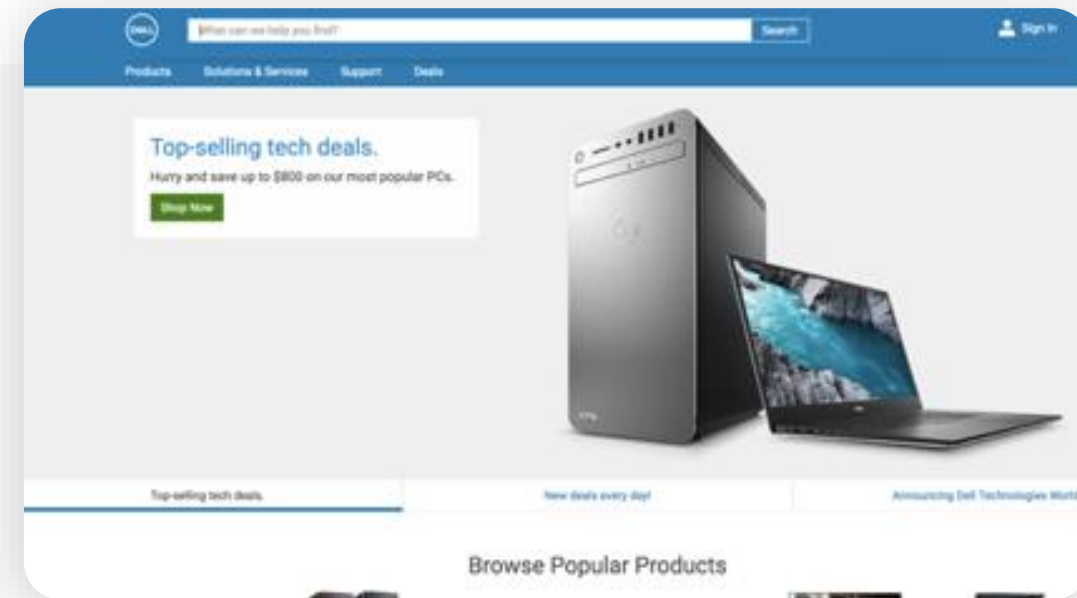 DELL
What can we help you find?
Search
Sign In
Products Solutions & Services Support Deals
Top-selling tech deals.
Hurry and save up to $800 on our most popular PCs.
Shop Now
XPS
Top-selling tech deals.
New deals every day!
Announcing Dell Technologies World
Browse Popular Products